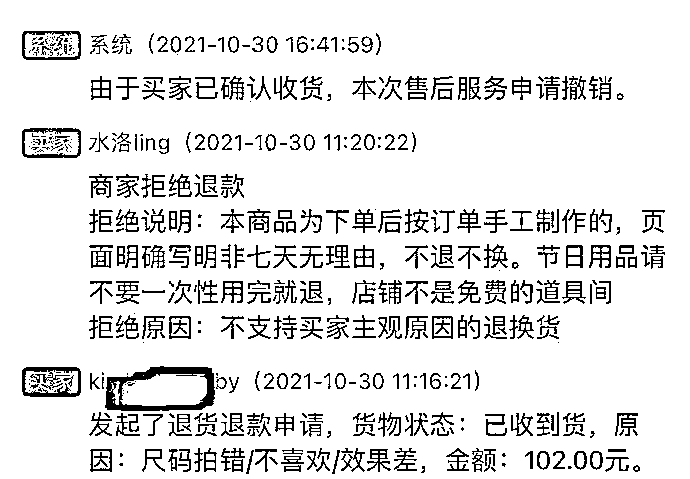 系统 系统（2021-10-30 16:41:59）
由于买家已确认收货，本次售后服务申请撤销。
水洛ling（2021-10-30 11:20:22）
商家拒绝退款
拒绝说明：本商品为下单后按订单手工制作的，页
面明确写明非七天无理由，不退不换。节日用品请
不要一次性用完就退，店铺不是免费的道具间
拒绝原因：不支持买家主观原因的退换货
买家 ki by（2021-10-30 11:16:21）
发起了退货退款申请，货物状态：已收到货，原
因：尺码拍错/不喜欢/效果差，金额：102.00元。